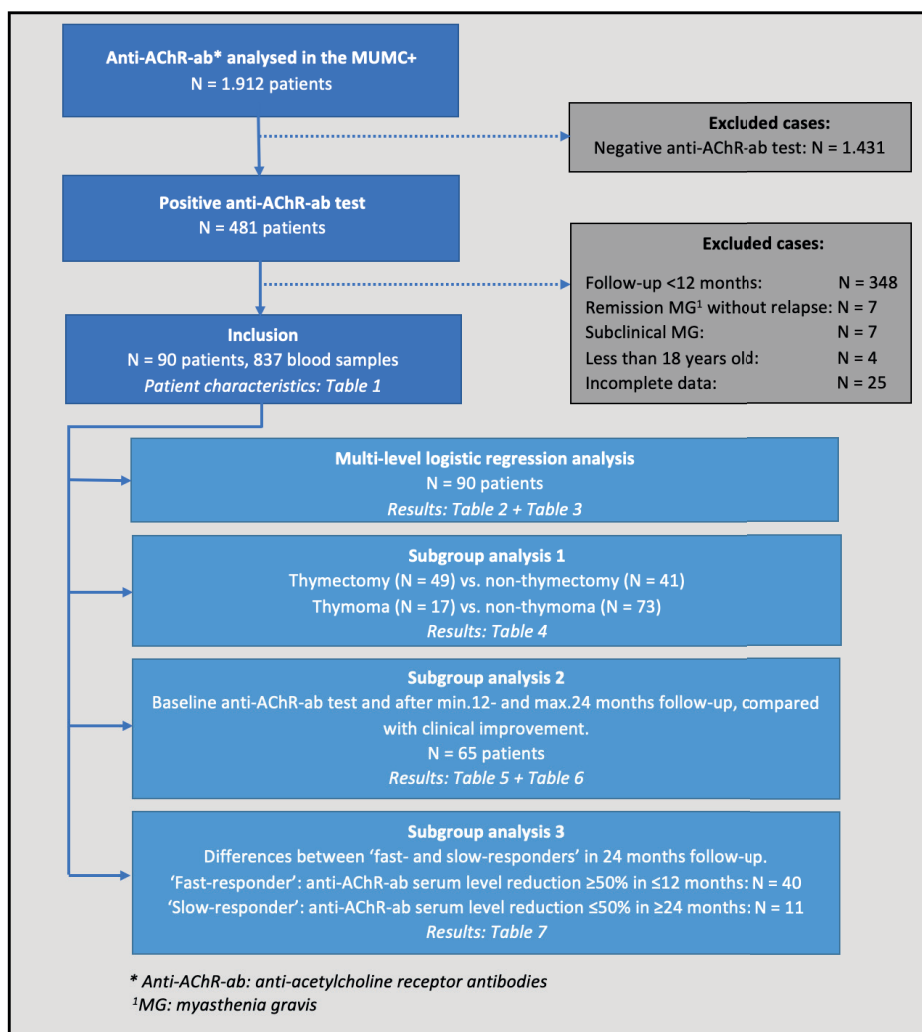 Anti-AChR-ab* analysed in the MUMC+
N = 1.912 patients
Excluded cases:
Negative anti-AChR-ab test: N = 1.431
Positive anti-AChR-ab test
N = 481 patients
Excluded cases:
Follow-up <12 months: N = 348
Remission MG¹ without relapse: N = 7
Subclinical MG: N = 7
Less than 18 years old: N = 4
Incomplete data: N = 25
Inclusion
N = 90 patients, 837 blood samples
Patient characteristics: Table 1
Multi-level logistic regression analysis
N = 90 patients
Results: Table 2 + Table 3
Subgroup analysis 1
Thymectomy (N = 49) vs. non-thymectomy (N = 41)
Thymoma (N = 17) vs. non-thymoma (N = 73)
Results: Table 4
Subgroup analysis 2
Baseline anti-AChR-ab test and after min.12- and max.24 months follow-up, compared
with clinical improvement.
N = 65 patients
Results: Table 5 + Table 6
Subgroup analysis 3
Differences between ‘fast- and slow-responders’ in 24 months follow-up.
‘Fast-responder’: anti-AChR-ab serum level reduction ≥50% in ≤12 months: N = 40
‘Slow-responder’: anti-AChR-ab serum level reduction ≤50% in ≥24 months: N = 11
Results: Table 7
* Anti-AChR-ab: anti-acetylcholine receptor antibodies
¹MG: myasthenia gravis